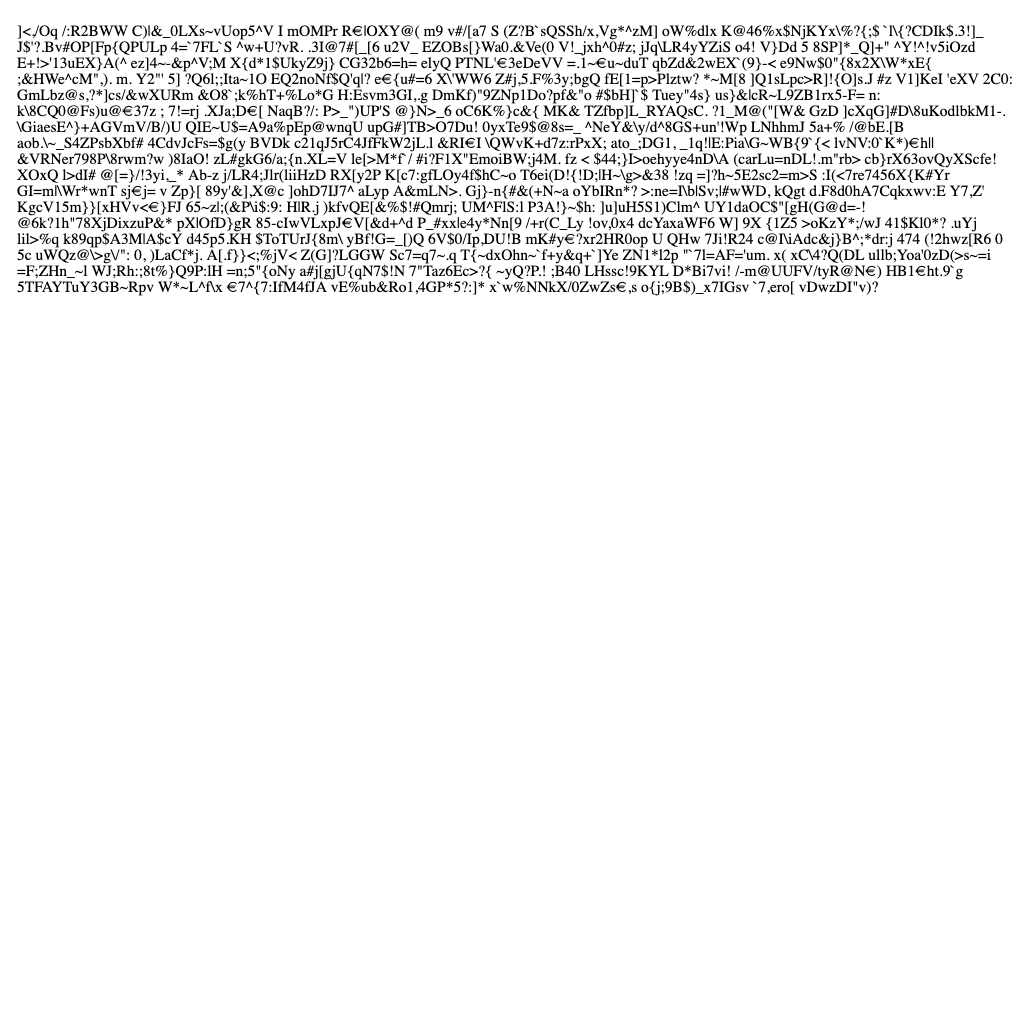 ]<,/Oq /:R2BWW C)|&_0LXs~vUop5^V I mOMPr R€|OXY@( m9 v#/[a7 S (Z?B`sQSSh/x,Vg*^zM] oW%dlx K@46%x$NjKYx\%?{;$ `I\{?CDIk$.3!]_
J$'?.Bv#OP[Fp{QPULp 4=`7FL`S ^w+U?vR. .3I@7#[_[6 u2V_ EZOBs[}Wa0.&Ve(0 V!_jxh^0#z; jJq\LR4yYZiS o4! V}Dd 5 8SP]*_Q]+" ^Y!^!v5iOzd
E+!>'13uEX}A(^ ez]4~-&p^V;M X{d*1$UkyZ9j} CG32b6=h= elyQ PTNL'€3eDeVV =.1~€u~duT qbZd&2wEX`(9}-< e9Nw$0"{8x2X\W*xE{
;&HWe^cM",). m. Y2"' 5] ?Q6l;;Ita~1O EQ2noNf$Q'q|? e€{u#=6 X\'WW6 Z#j,5.F%3y;bgQ fE[1=p>Plztw? *~M[8 ]Q1sLpc>R]!{O]s.J #z V1]KeI 'eXV 2C0:
GmLbz@s,?*]cs/&wXURm &O8`;k%hT+%Lo*G H:Esvm3GI,.g DmKf)"9ZNp1Do?pf&"o #$bH]`$ Tuey"4s} us}&|cR~L9ZB1rx5-F= n:
k\8CQ0@Fs)u@€37z ; 7!=rj .XJa;D€[ NaqB?/: P>_")UP'S @}N>_6 oC6K%}c&{ MK& TZfbp]L_RYAQsC. ?1_M@("[W& GzD ]cXqG]#D\8uKodlbkM1-.
\GiaesE^}+AGVmV/B/)U QIE~U$=A9a%pEp@wnqU upG#]TB>O7Du! 0yxTe9$@8s=_ ^NeY&\y/d^8GS+un'!Wp LNhhmJ 5a+% /@bE.[B
aob.\~_S4ZPsbXbf# 4CdvJcFs=$g(y BVDk c21qJ5rC4JfFkW2jL.l &RI€I \QWvK+d7z:rPxX; ato_;DG1, _1q!|E:Pia\G~WB{9`{< lvNV:0`K*)€h||
&VRNer798P\8rwm?w )8IaO! zL#gkG6/a;{n.XL=V le[>M*f`/ #i?F1X"EmoiBW;j4M. fz < $44;}I>oehyye4nD\A (carLu=nDL!.m"rb> cb}rX63ovQyXScfe!
XOxQ l>dI# @[=}/!3yi,_* Ab-z j/LR4;Jlr(liiHzD RX[y2P K[c7:gfLOy4f$hC~o T6ei(D!{!D;|H~\g>&38 !zq =]?h~5E2sc2=m>S :I(<7re7456X{K#Yr
GI=m|\Wr*wnT sj€j= v Zp}[ 89y'&],X@c ]ohD7IJ7^ aLyp A&mLN>. Gj}-n{#&(+N~a oYbIRn*? >:ne=I\b|Sv;l#wWD, kQgt d.F8d0hA7Cqkxwv:E Y7,Z'
KgcV15m}}[xHVv<€}FJ 65~zl;(&P\i$:9: H|R.j )kfvQE[&%$!#Qmrj; UM^FlS:l P3A!}~$h: ]u]uH5S1)Clm^ UY1daOC$"[gH(G@d=-!
@6k?1h"78XjDixzuP&* pX|OfD}gR 85-cIwVLxpJ€V[&d+^d P_#xx|e4y*Nn[9 /+r(C_Ly !ov,0x4 dcYaxaWF6 W] 9X {1Z5 >oKzY*;/wJ 41$Kl0*? .uYj
lil>%q k89qp$A3M|A$cY d45p5.KH $ToTUrJ{8m\ yBf!G=_[)Q 6V$0/Ip,DU!B mK#y€?xr2HR0op U QHw 7Ji!R24 c@I\iAdc&j}B^;*dr:j 474 (!2hwz[R6 0
5c uWQz@\>gV/": 0, )LaCf*j. A[.f}}<;%jV< Z(G]?LGGW Sc7=q7~.q T{~dxOhn~`f+y&q+`]Ye ZN1*l2p "`7l=AF='um. x( xC\4?Q(DL ullb;Yoa'0zD(>s~=i
=F;ZHn_~l WJ;Rh:;8t%}Q9P:lH =n;5"{oNy a#j[gjU{qN7$!N 7"Taz6Ec>?{ ~yQ?P.! ;B40 LHssc!9KYL D*Bi7vi! /-m@UUFV/tyR@N€) HB1€ht.9`g
5TFAYTuY3GB~Rpv W*~L^f\x €7^{7:IfM4fJA vE%ub&Ro1,4GP*5?:]* x`w%NNkX/0ZwZs€,s o{j;9B$)_x7IGsv `7,ero[ vDwzDI"v)?